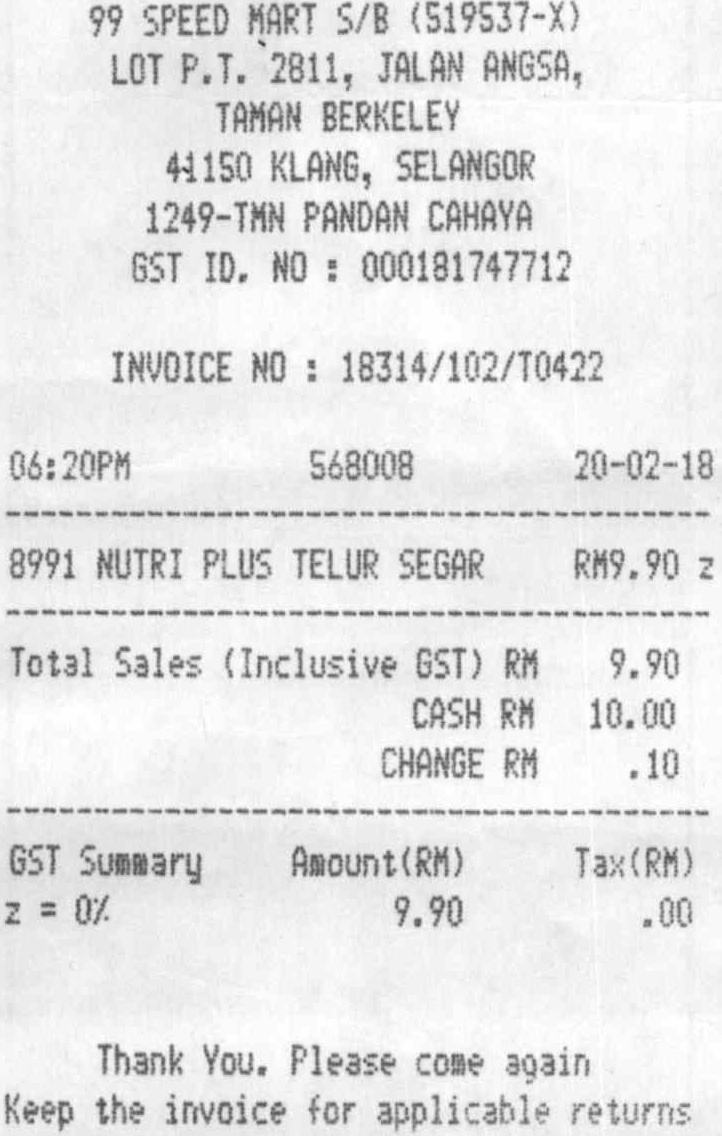 99 SPEED MART S/B (519537-X)
LOT P.T. 2811, JALAN ANGSA,
TAMAN BERKELEY
41150 KLANG, SELANGOR
1249-TMN PANDAN CAHAYA
GST ID. NO : 000181747712
INVOICE NO : 18314/102/T0422
06:20PM 568008 20-02-18
8991 NUTRI PLUS TELUR SEGAR RM9.90 z
Total Sales (Inclusive GST) RM 9.90
CASH RM 10.00
CHANGE RM .10
GST Summary Amount(RM) Tax(RM)
z = 0% 9.90 .00
Thank You. Please come again
Keep the invoice for applicable returns